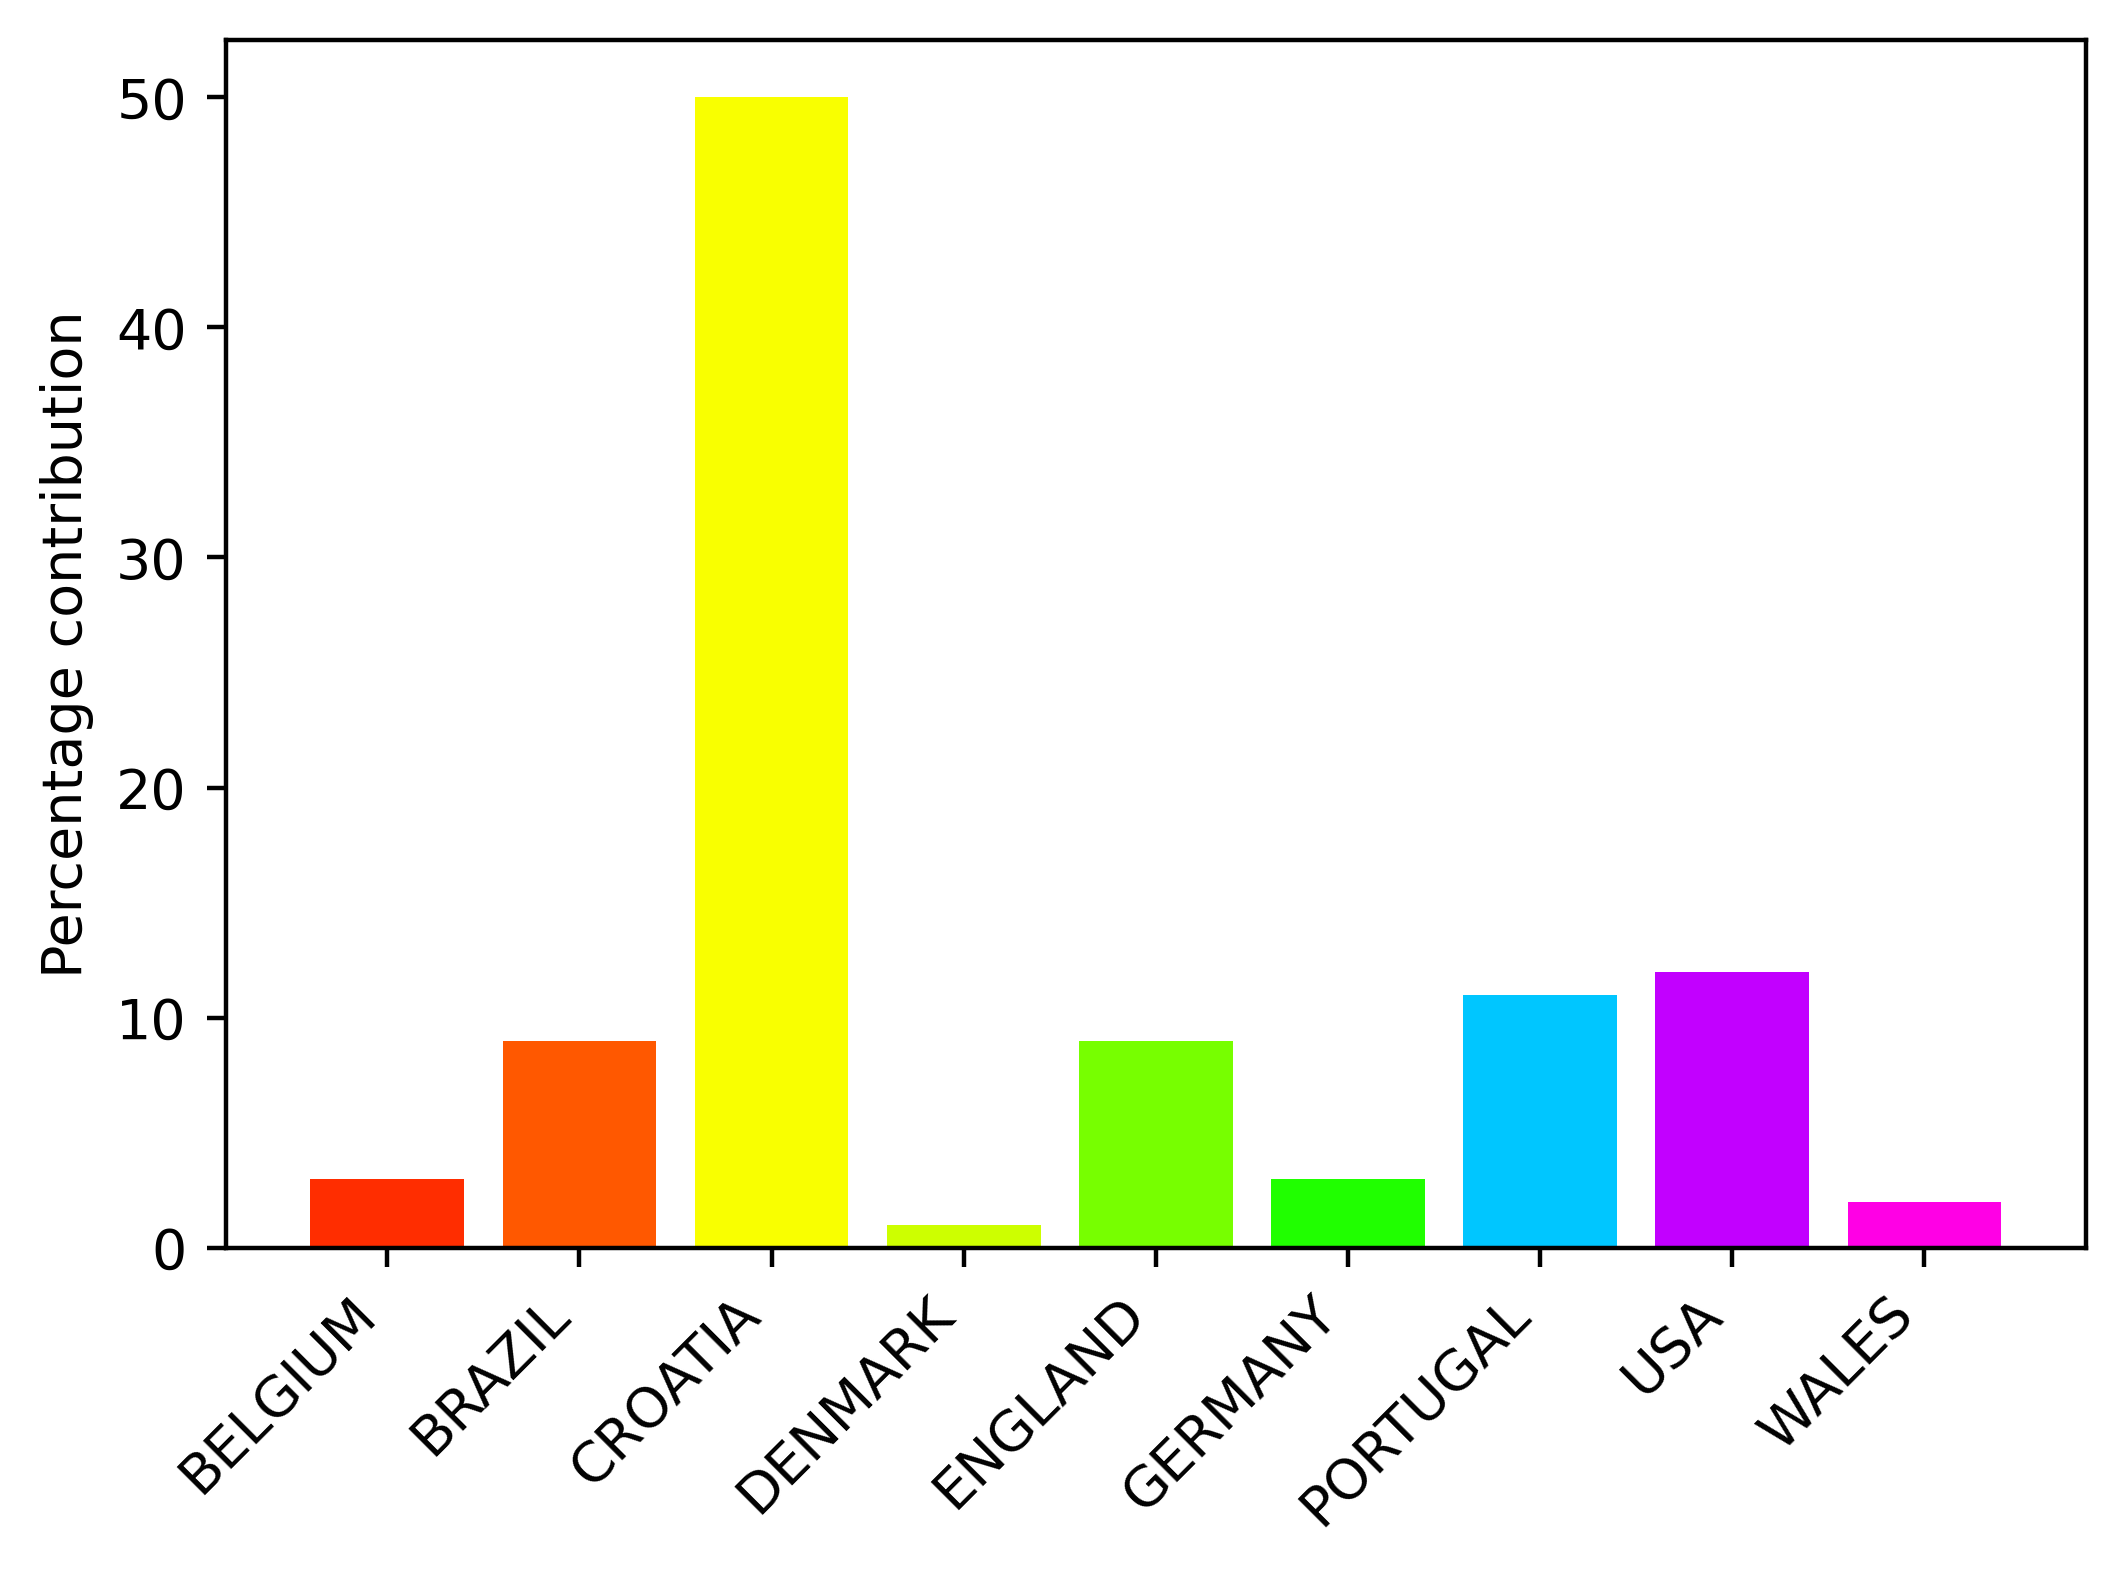 Percentage contribution
50
40
30
20
10
0
BELGIUM
BRAZIL
CROATIA
DENMARK
ENGLAND
GERMANY
PORTUGAL
USA
WALES